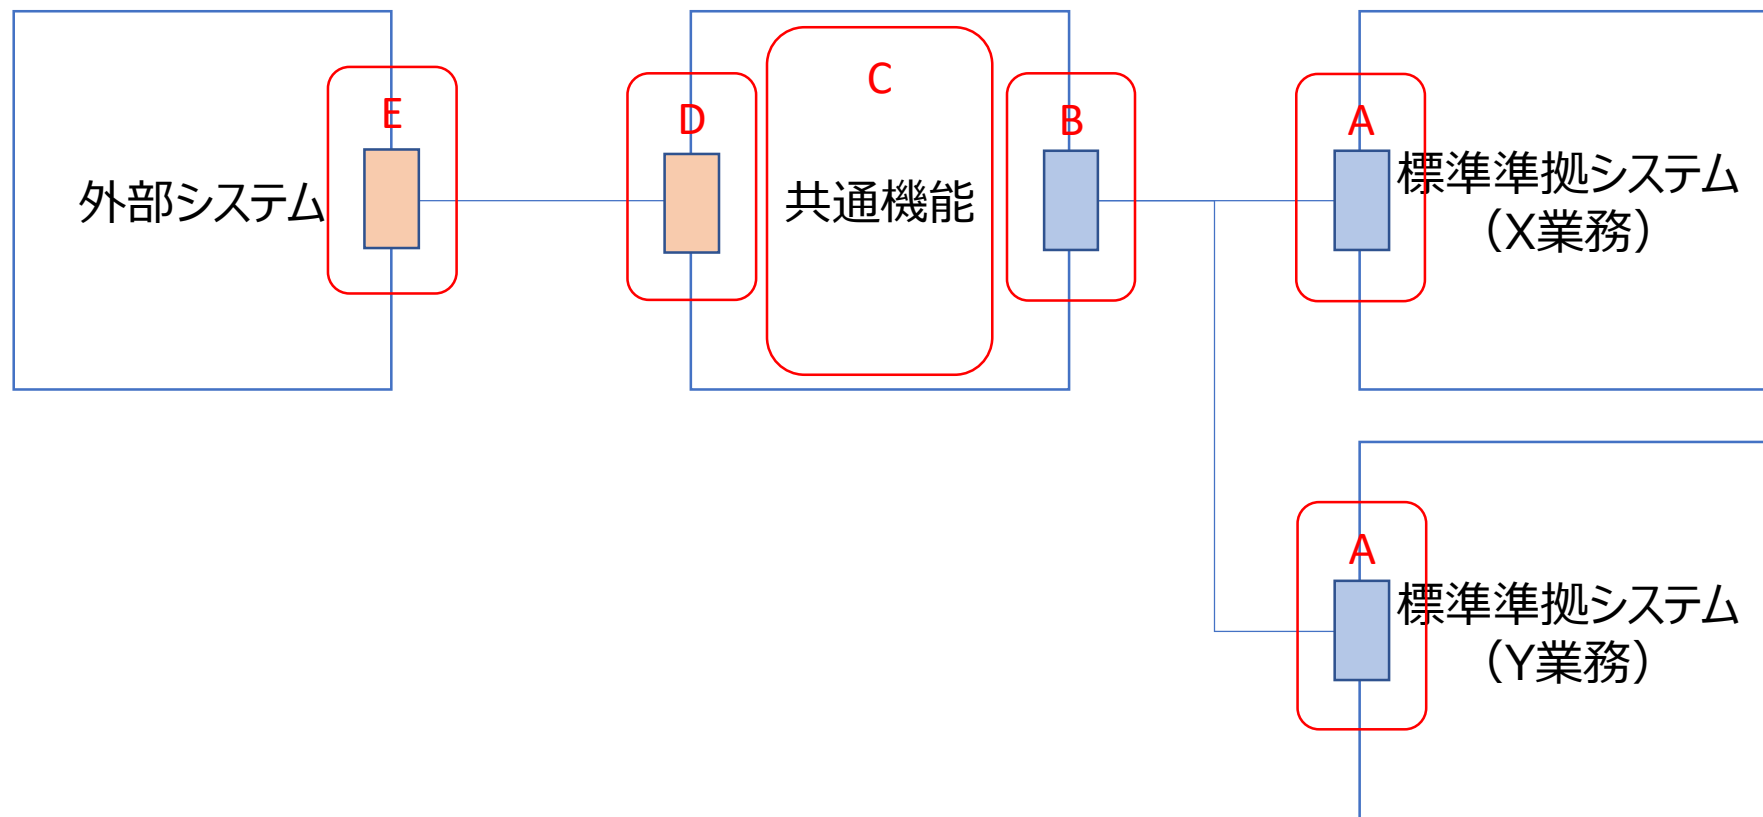 E
外部システム
D
C
共通機能
B
A
標準準拠システム
（X業務）
A
標準準拠システム
（Y業務）